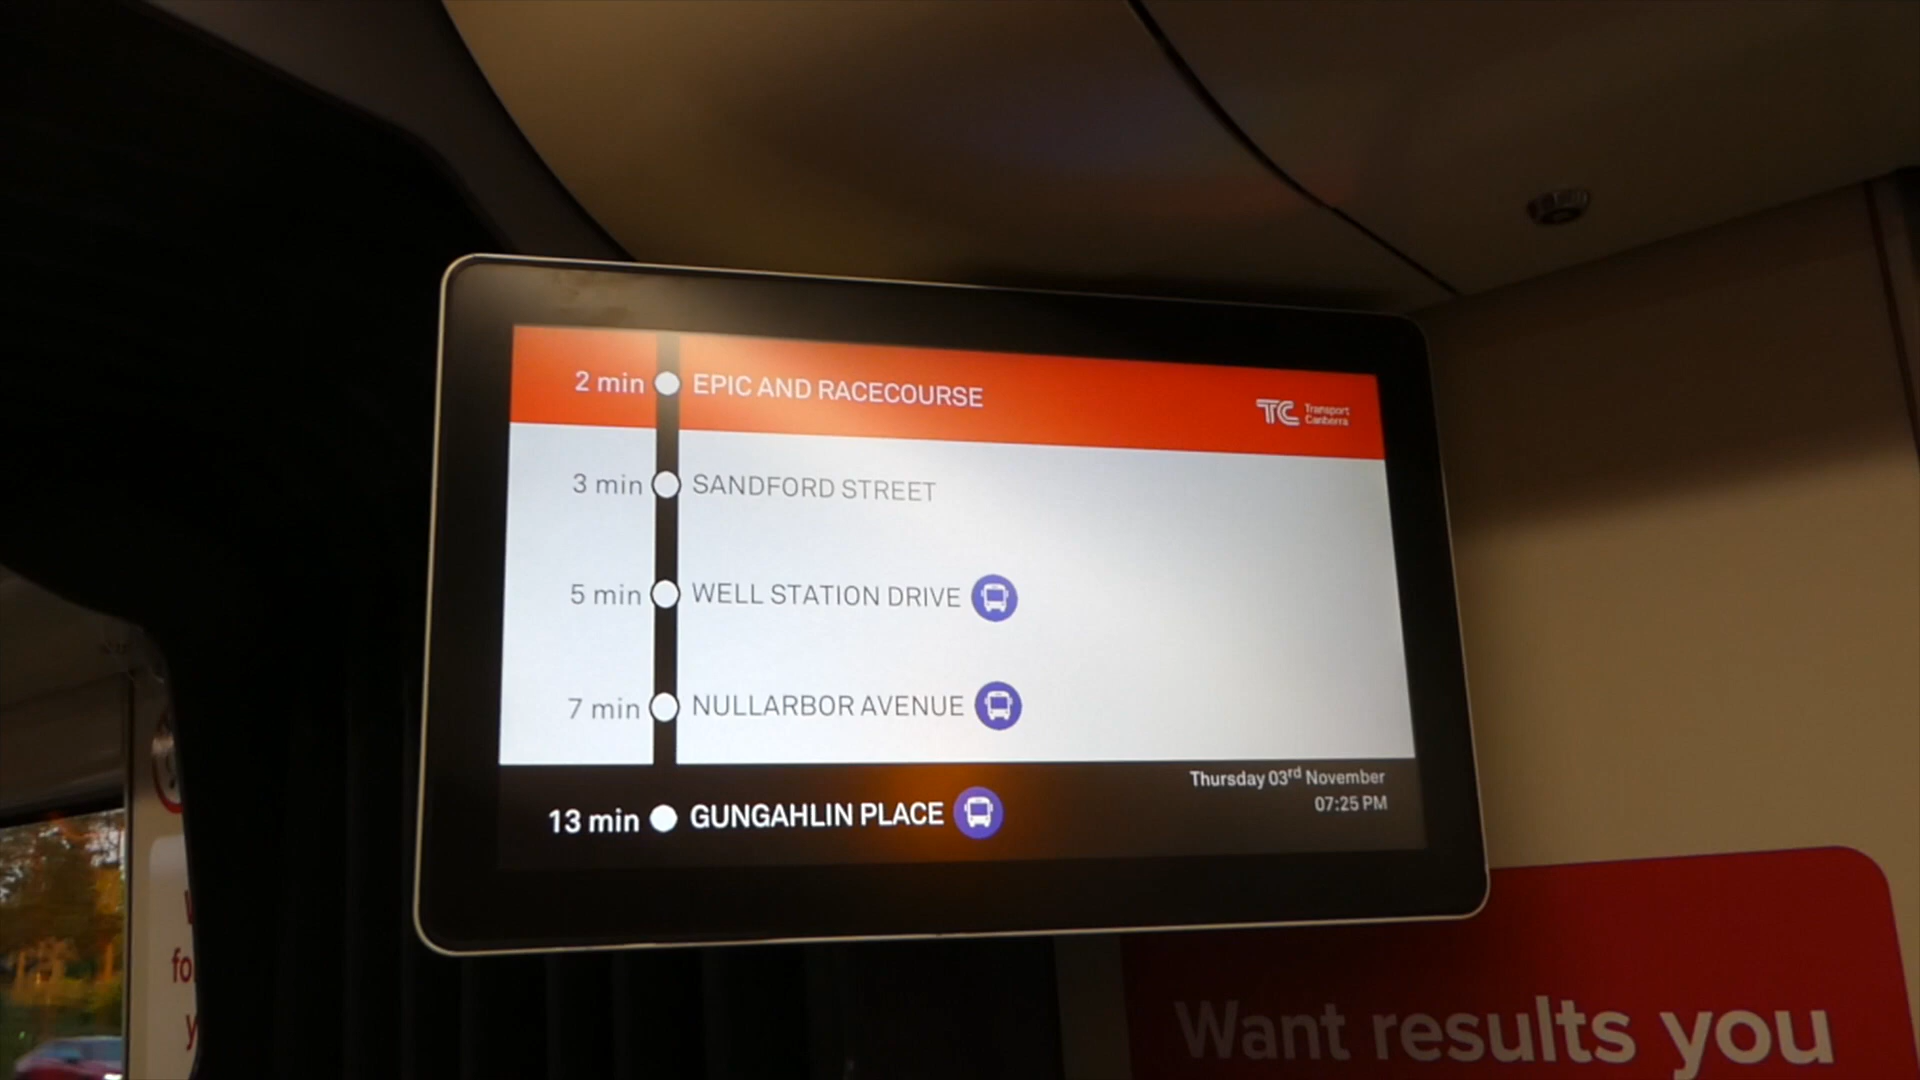 2 min EPIC AND RACECOURSE
TC Transport
Canberra
3 min SANDFORD STREET
5 min WELL STATION DRIVE
7 min NULLARBOR AVENUE
13 min GUNGAHLIN PLACE
Thursday 03rd November
07:25 PM
Want results you